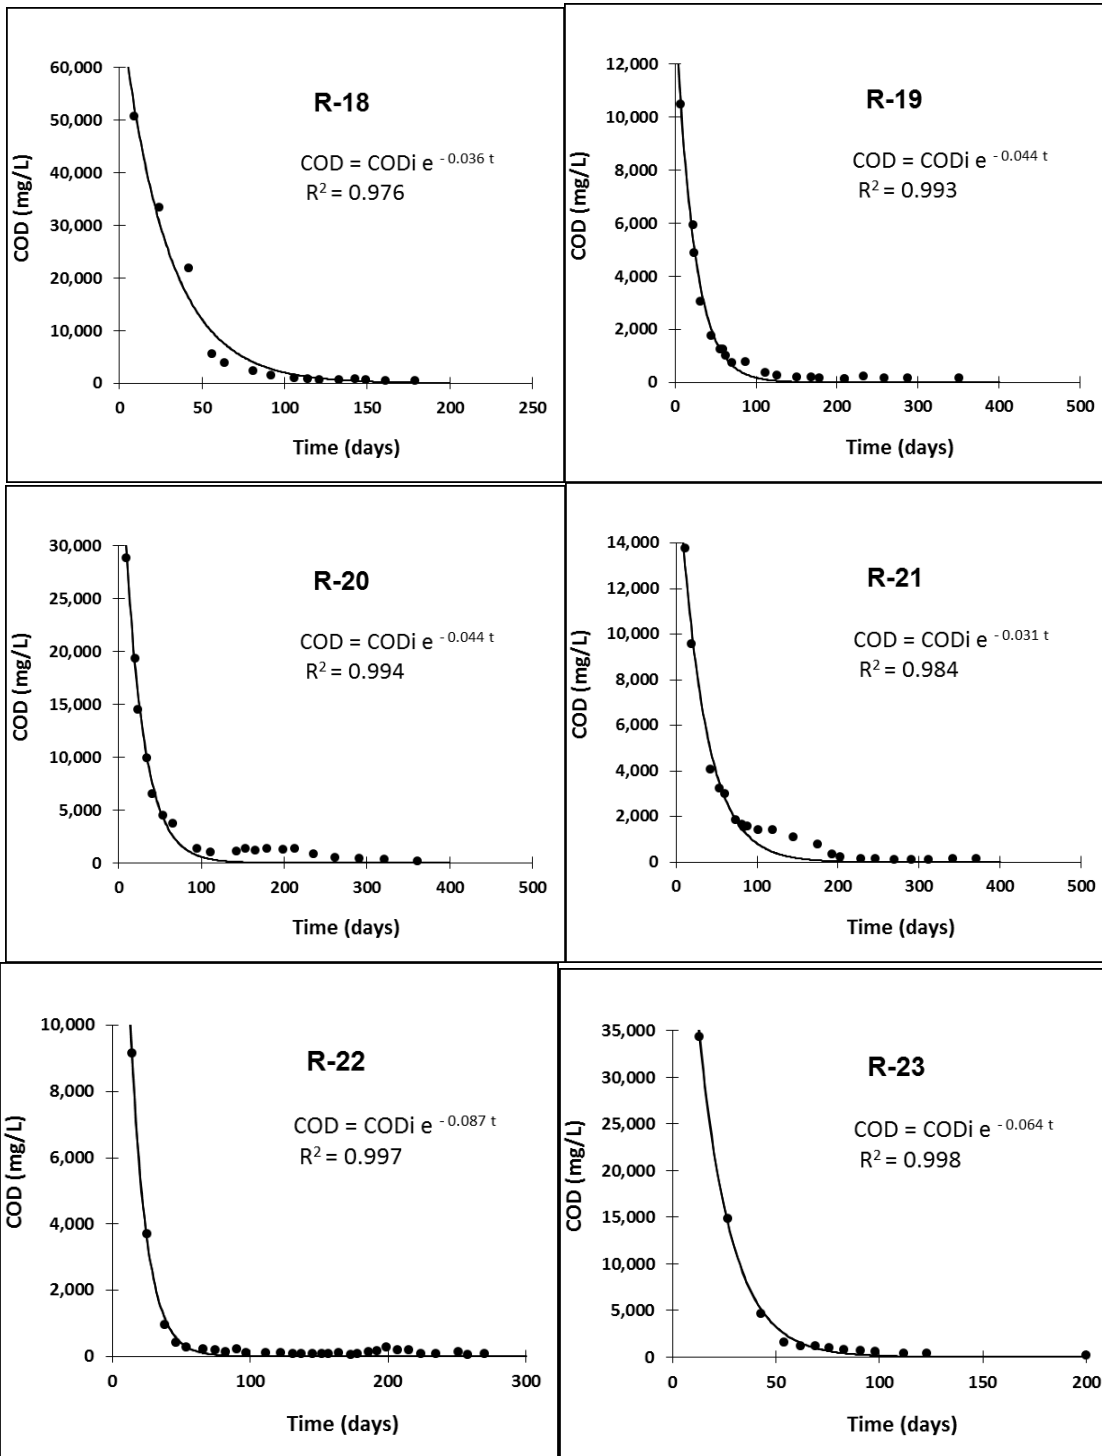 60,000
50,000
40,000
30,000
20,000
10,000
0
COD (mg/L)
R-18
COD = CODi e - 0.036 t
R2 = 0.976
0 50 100 150 200 250
Time (days)
12,000
10,000
8,000
6,000
4,000
2,000
0
COD (mg/L)
R-19
COD = CODi e -0.044 t
R2 = 0.993
0 100 200 300 400 500
Time (days)
30,000
25,000
20,000
15,000
10,000
5,000
0
COD (mg/L)
R-20
COD = CODi e -0.044 t
R2 = 0.994
0 100 200 300 400 500
Time (days)
14,000
12,000
10,000
8,000
6,000
4,000
2,000
0
COD (mg/L)
R-21
COD = CODi e -0.031 t
R2 = 0.984
0 100 200 300 400 500
Time (days)
10,000
8,000
6,000
4,000
2,000
0
COD (mg/L)
R-22
COD = CODi e -0.087 t
R2 = 0.997
0 100 200 300
Time (days)
35,000
30,000
25,000
20,000
15,000
10,000
5,000
0
COD (mg/L)
R-23
COD = CODi e -0.064 t
R2 = 0.998
0 50 100 150 200
Time (days)